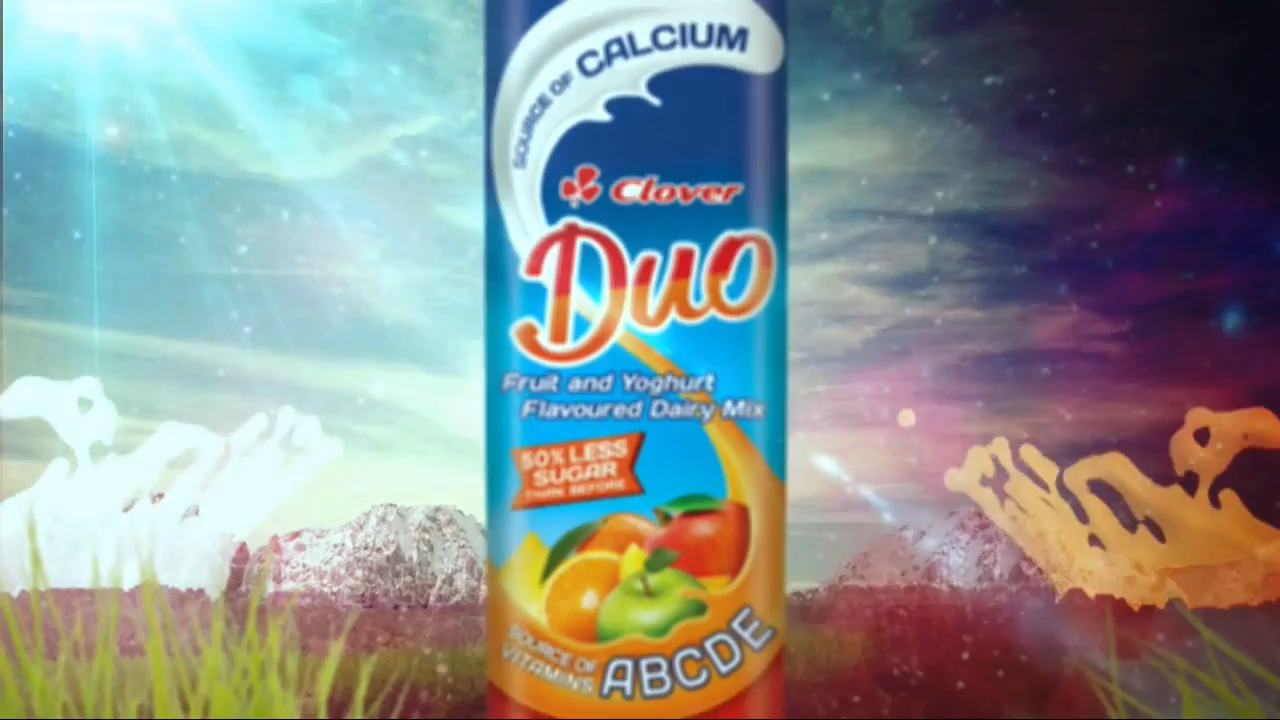 SOURCE OF CALCIUM
Clover
Duo
Fruit and Yoghurt
Flavoured Dairy Mix
50% LESS
SUGAR
THAN BEFORE
SOURCE OF
VITAMINS ABCDE